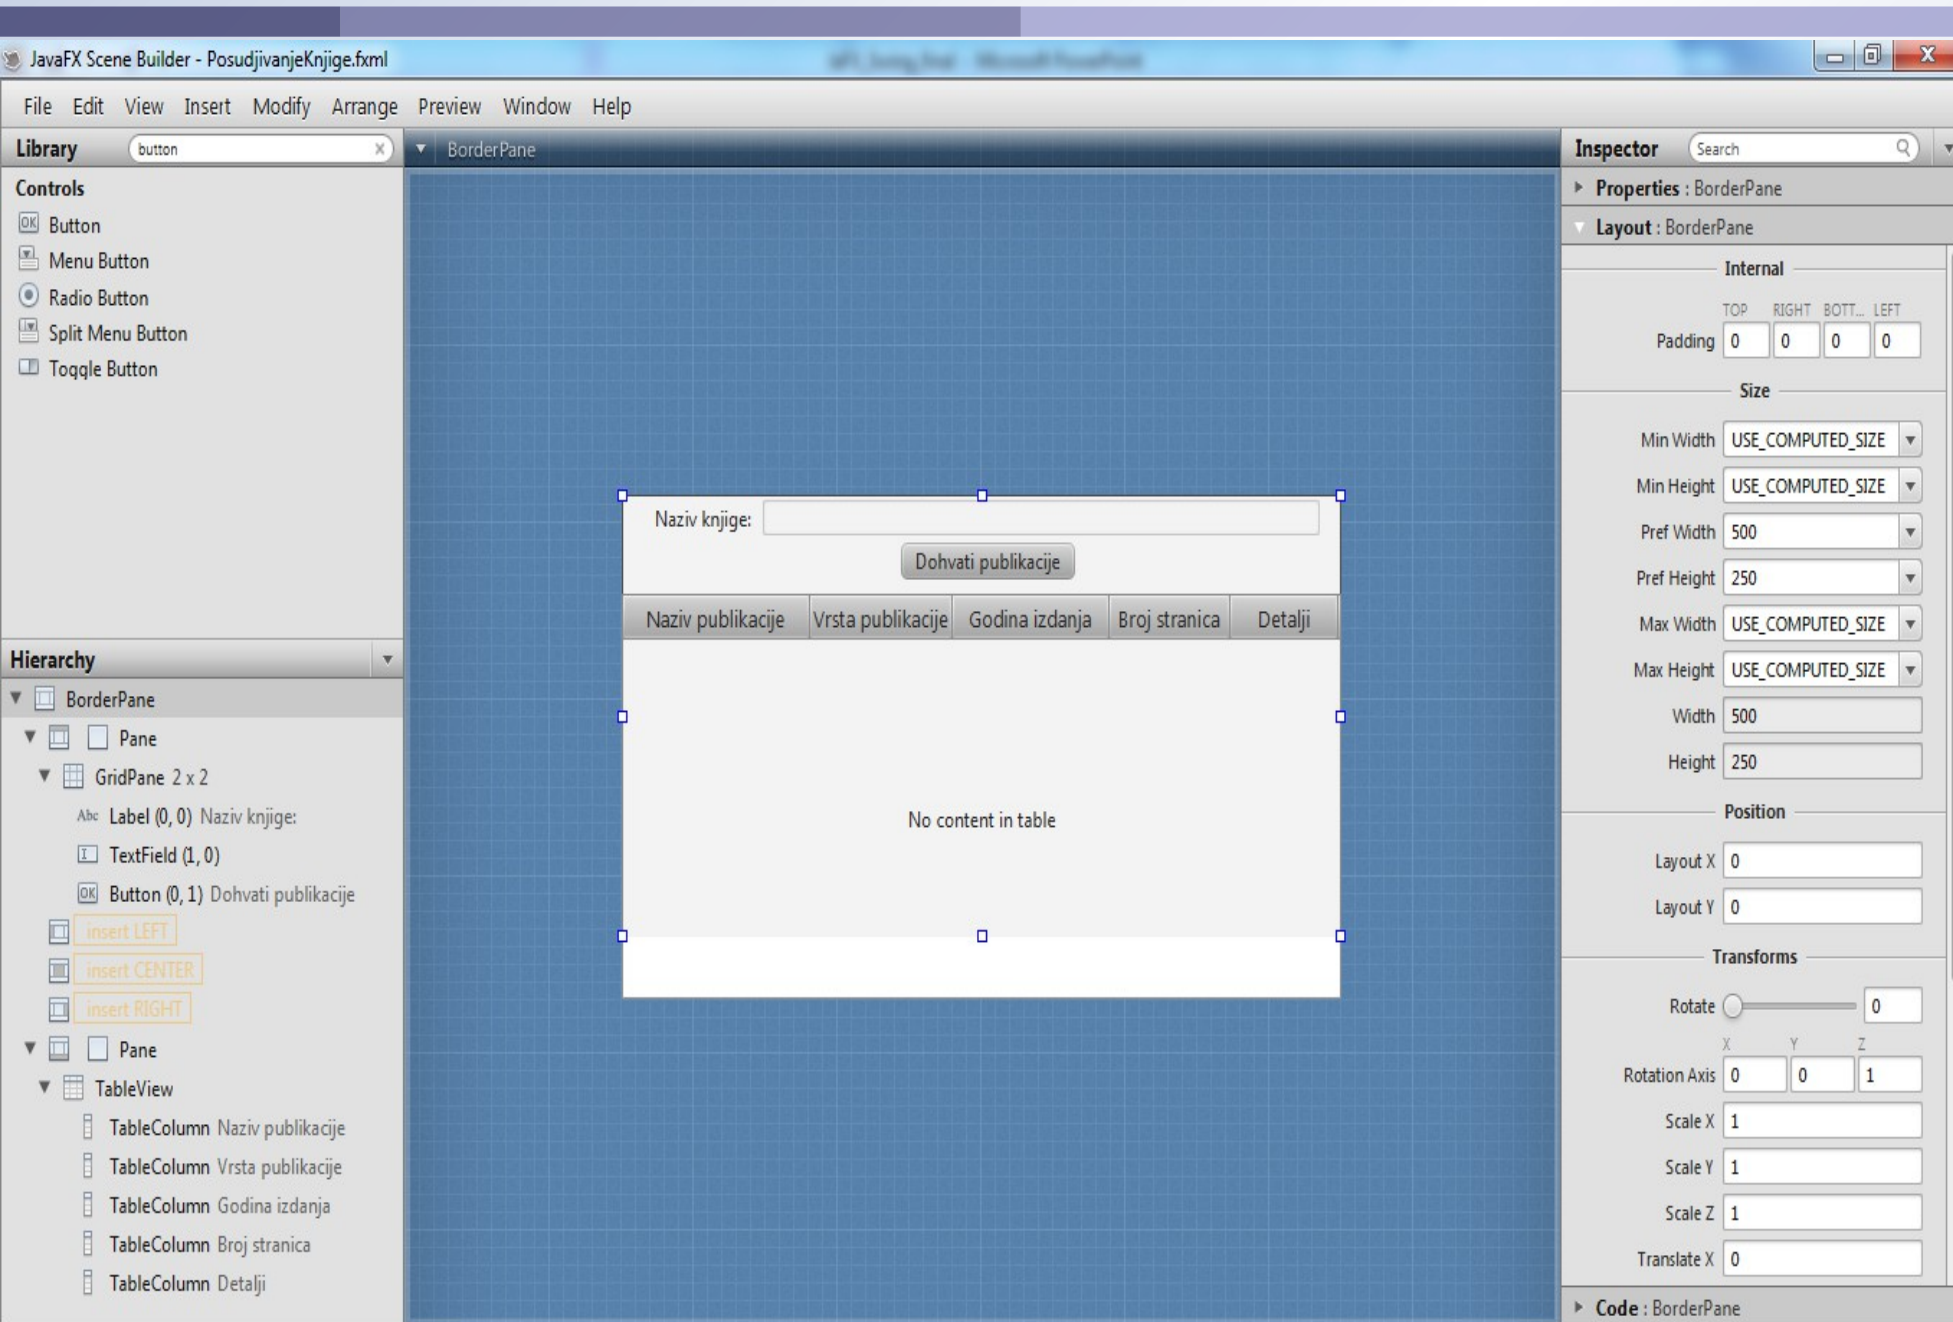 JavaFX Scene Builder - PosudjivanjeKnjige.fxml
File Edit View Insert Modify Arrange Preview Window Help
Library button
Controls
OK Button
Menu Button
Radio Button
Split Menu Button
Toggle Button
Hierarchy
BorderPane
Pane
GridPane 2 x 2
Abc Label (0, 0) Naziv knjige:
TextField (1, 0)
OK Button (0, 1) Dohvati publikacije
insert LEFT
insert CENTER
insert RIGHT
Pane
TableView
TableColumn Naziv publikacije
TableColumn Vrsta publikacije
TableColumn Godina izdanja
TableColumn Broj stranica
TableColumn Detalji
BorderPane
Naziv knjige:
Dohvati publikacije
Naziv publikacije Vrsta publikacije Godina izdanja Broj stranica Detalji
No content in table
Inspector Search
Properties : BorderPane
Layout : BorderPane
Internal
TOP RIGHT BOTT... LEFT
Padding 0 0 0 0
Size
Min Width USE_COMPUTED_SIZE
Min Height USE_COMPUTED_SIZE
Pref Width 500
Pref Height 250
Max Width USE_COMPUTED_SIZE
Max Height USE_COMPUTED_SIZE
Width 500
Height 250
Position
Layout X 0
Layout Y 0
Transforms
Rotate 0
X Y Z
Rotation Axis 0 0 1
Scale X 1
Scale Y 1
Scale Z 1
Translate X 0
Code : BorderPane